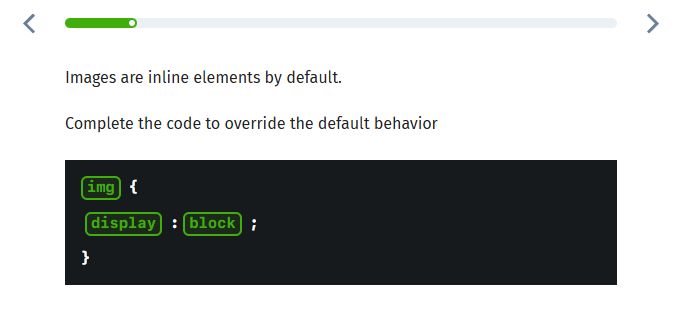 Images are inline elements by default.
Complete the code to override the default behavior
img {
display : block ;
}